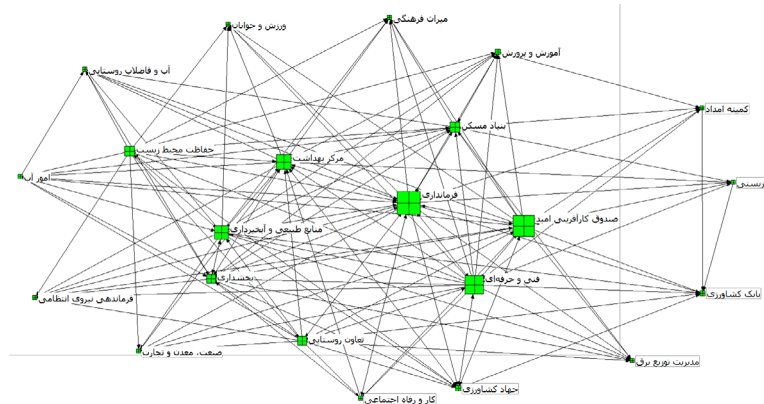 میراث فرهنگی
ورزش و جوانان
آموزش و پرورش
آب و فاضلاب روستایی
کمیته امداد
بنیاد مسکن
حفاظت محیط زیست
مرکز بهداشت
امور آب
زیستی
فرمانداری
صندوق کارآفرینی امید
منابع طبیعی و آبخیزداری
بخشداری
فنی و حرفه‌ای
بانک کشاورزی
فرماندهی نیروی انتظامی
تعاون روستایی
صنعت، معدن و تجارت
مدیریت توزیع برق
جهاد کشاورزی
کار و رفاه اجتماعی